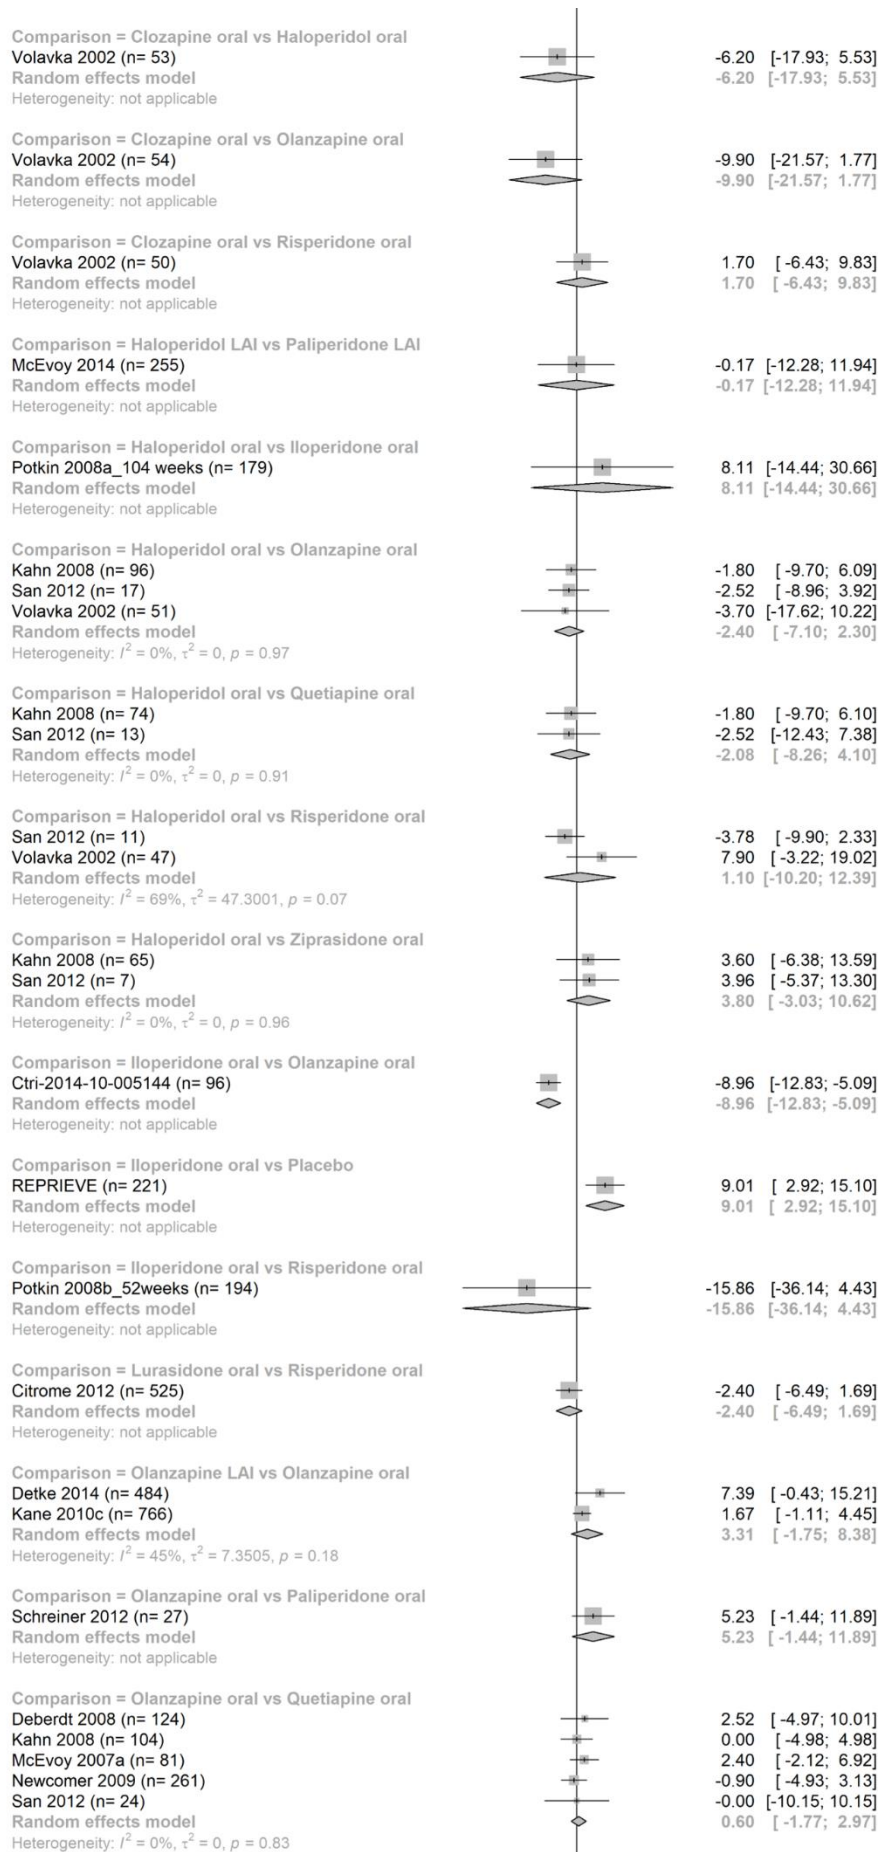 Comparison = Clozapine oral vs Haloperidol oral
Volavka 2002 (n= 53) -6.20 [-17.93; 5.53]
Random effects model -6.20 [-17.93; 5.53]
Heterogeneity: not applicable
Comparison = Clozapine oral vs Olanzapine oral
Volavka 2002 (n= 54) -9.90 [-21.57; 1.77]
Random effects model -9.90 [-21.57; 1.77]
Heterogeneity: not applicable
Comparison = Clozapine oral vs Risperidone oral
Volavka 2002 (n= 50) 1.70 [ -6.43; 9.83]
Random effects model 1.70 [ -6.43; 9.83]
Heterogeneity: not applicable
Comparison = Haloperidol LAI vs Paliperidone LAI
McEvoy 2014 (n= 255) -0.17 [-12.28; 11.94]
Random effects model -0.17 [-12.28; 11.94]
Heterogeneity: not applicable
Comparison = Haloperidol oral vs Iloperidone oral
Potkin 2008a_104 weeks (n= 179) 8.11 [-14.44; 30.66]
Random effects model 8.11 [-14.44; 30.66]
Heterogeneity: not applicable
Comparison = Haloperidol oral vs Olanzapine oral
Kahn 2008 (n= 96) -1.80 [ -9.70; 6.09]
San 2012 (n= 17) -2.52 [ -8.96; 3.92]
Volavka 2002 (n= 51) -3.70 [-17.62; 10.22]
Random effects model -2.40 [ -7.10; 2.30]
Heterogeneity: I² = 0%, τ² = 0, p = 0.97
Comparison = Haloperidol oral vs Quetiapine oral
Kahn 2008 (n= 74) -1.80 [ -9.70; 6.10]
San 2012 (n= 13) -2.52 [-12.43; 7.38]
Random effects model -2.08 [ -8.26; 4.10]
Heterogeneity: I² = 0%, τ² = 0, p = 0.91
Comparison = Haloperidol oral vs Risperidone oral
San 2012 (n= 11) -3.78 [ -9.90; 2.33]
Volavka 2002 (n= 47) 7.90 [ -3.22; 19.02]
Random effects model 1.10 [-10.20; 12.39]
Heterogeneity: I² = 69%, τ² = 47.3001, p = 0.07
Comparison = Haloperidol oral vs Ziprasidone oral
Kahn 2008 (n= 65) 3.60 [ -6.38; 13.59]
San 2012 (n= 7) 3.96 [ -5.37; 13.30]
Random effects model 3.80 [ -3.03; 10.62]
Heterogeneity: I² = 0%, τ² = 0, p = 0.96
Comparison = Iloperidone oral vs Olanzapine oral
Ctri-2014-10-005144 (n= 96) -8.96 [-12.83; -5.09]
Random effects model -8.96 [-12.83; -5.09]
Heterogeneity: not applicable
Comparison = Iloperidone oral vs Placebo
REPRIEVE (n= 221) 9.01 [ 2.92; 15.10]
Random effects model 9.01 [ 2.92; 15.10]
Heterogeneity: not applicable
Comparison = Iloperidone oral vs Risperidone oral
Potkin 2008b_52weeks (n= 194) -15.86 [-36.14; 4.43]
Random effects model -15.86 [-36.14; 4.43]
Heterogeneity: not applicable
Comparison = Lurasidone oral vs Risperidone oral
Citrome 2012 (n= 525) -2.40 [ -6.49; 1.69]
Random effects model -2.40 [ -6.49; 1.69]
Heterogeneity: not applicable
Comparison = Olanzapine LAI vs Olanzapine oral
Detke 2014 (n= 484) 7.39 [ -0.43; 15.21]
Kane 2010c (n= 766) 1.67 [ -1.11; 4.45]
Random effects model 3.31 [ -1.75; 8.38]
Heterogeneity: I² = 45%, τ² = 7.3505, p = 0.18
Comparison = Olanzapine oral vs Paliperidone oral
Schreiner 2012 (n= 27) 5.23 [ -1.44; 11.89]
Random effects model 5.23 [ -1.44; 11.89]
Heterogeneity: not applicable
Comparison = Olanzapine oral vs Quetiapine oral
Deberdt 2008 (n= 124) 2.52 [ -4.97; 10.01]
Kahn 2008 (n= 104) 0.00 [ -4.98; 4.98]
McEvoy 2007a (n= 81) 2.40 [ -2.12; 6.92]
Newcomer 2009 (n= 261) -0.90 [ -4.93; 3.13]
San 2012 (n= 24) -0.00 [-10.15; 10.15]
Random effects model 0.60 [ -1.77; 2.97]
Heterogeneity: I² = 0%, τ² = 0, p = 0.83